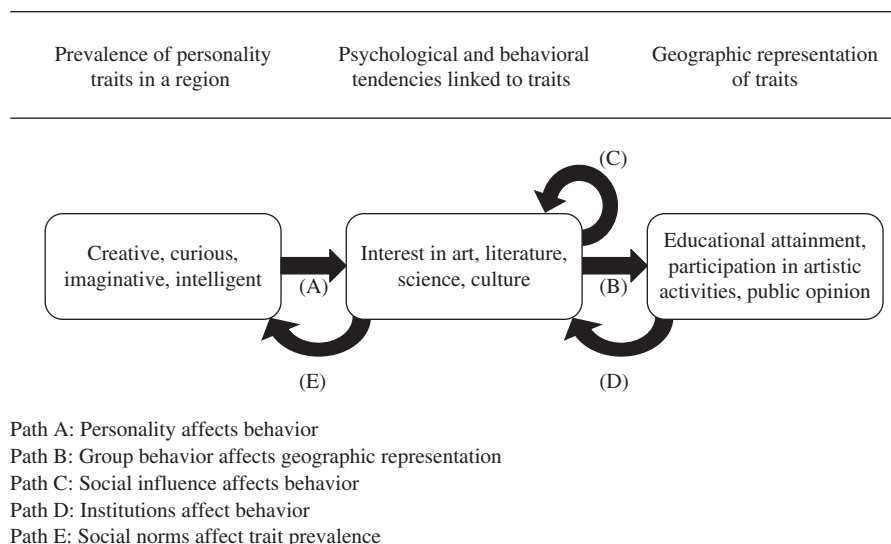 Prevalence of personality
traits in a region
Psychological and behavioral
tendencies linked to traits
Geographic representation
of traits
(C)
Creative, curious,
imaginative, intelligent
(A)
Interest in art, literature,
science, culture
(B)
Educational attainment,
participation in artistic
activities, public opinion
(E)
(D)
Path A: Personality affects behavior
Path B: Group behavior affects geographic representation
Path C: Social influence affects behavior
Path D: Institutions affect behavior
Path E: Social norms affect trait prevalence